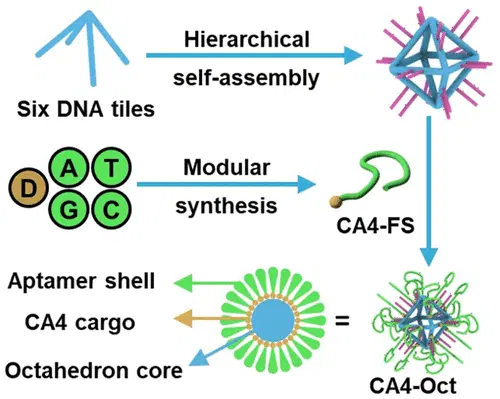 Hierarchical
self-assembly
Six DNA tiles
A T
D
G C
Modular
synthesis
CA4-FS
Aptamer shell
CA4 cargo
=
Octahedron core
CA4-Oct